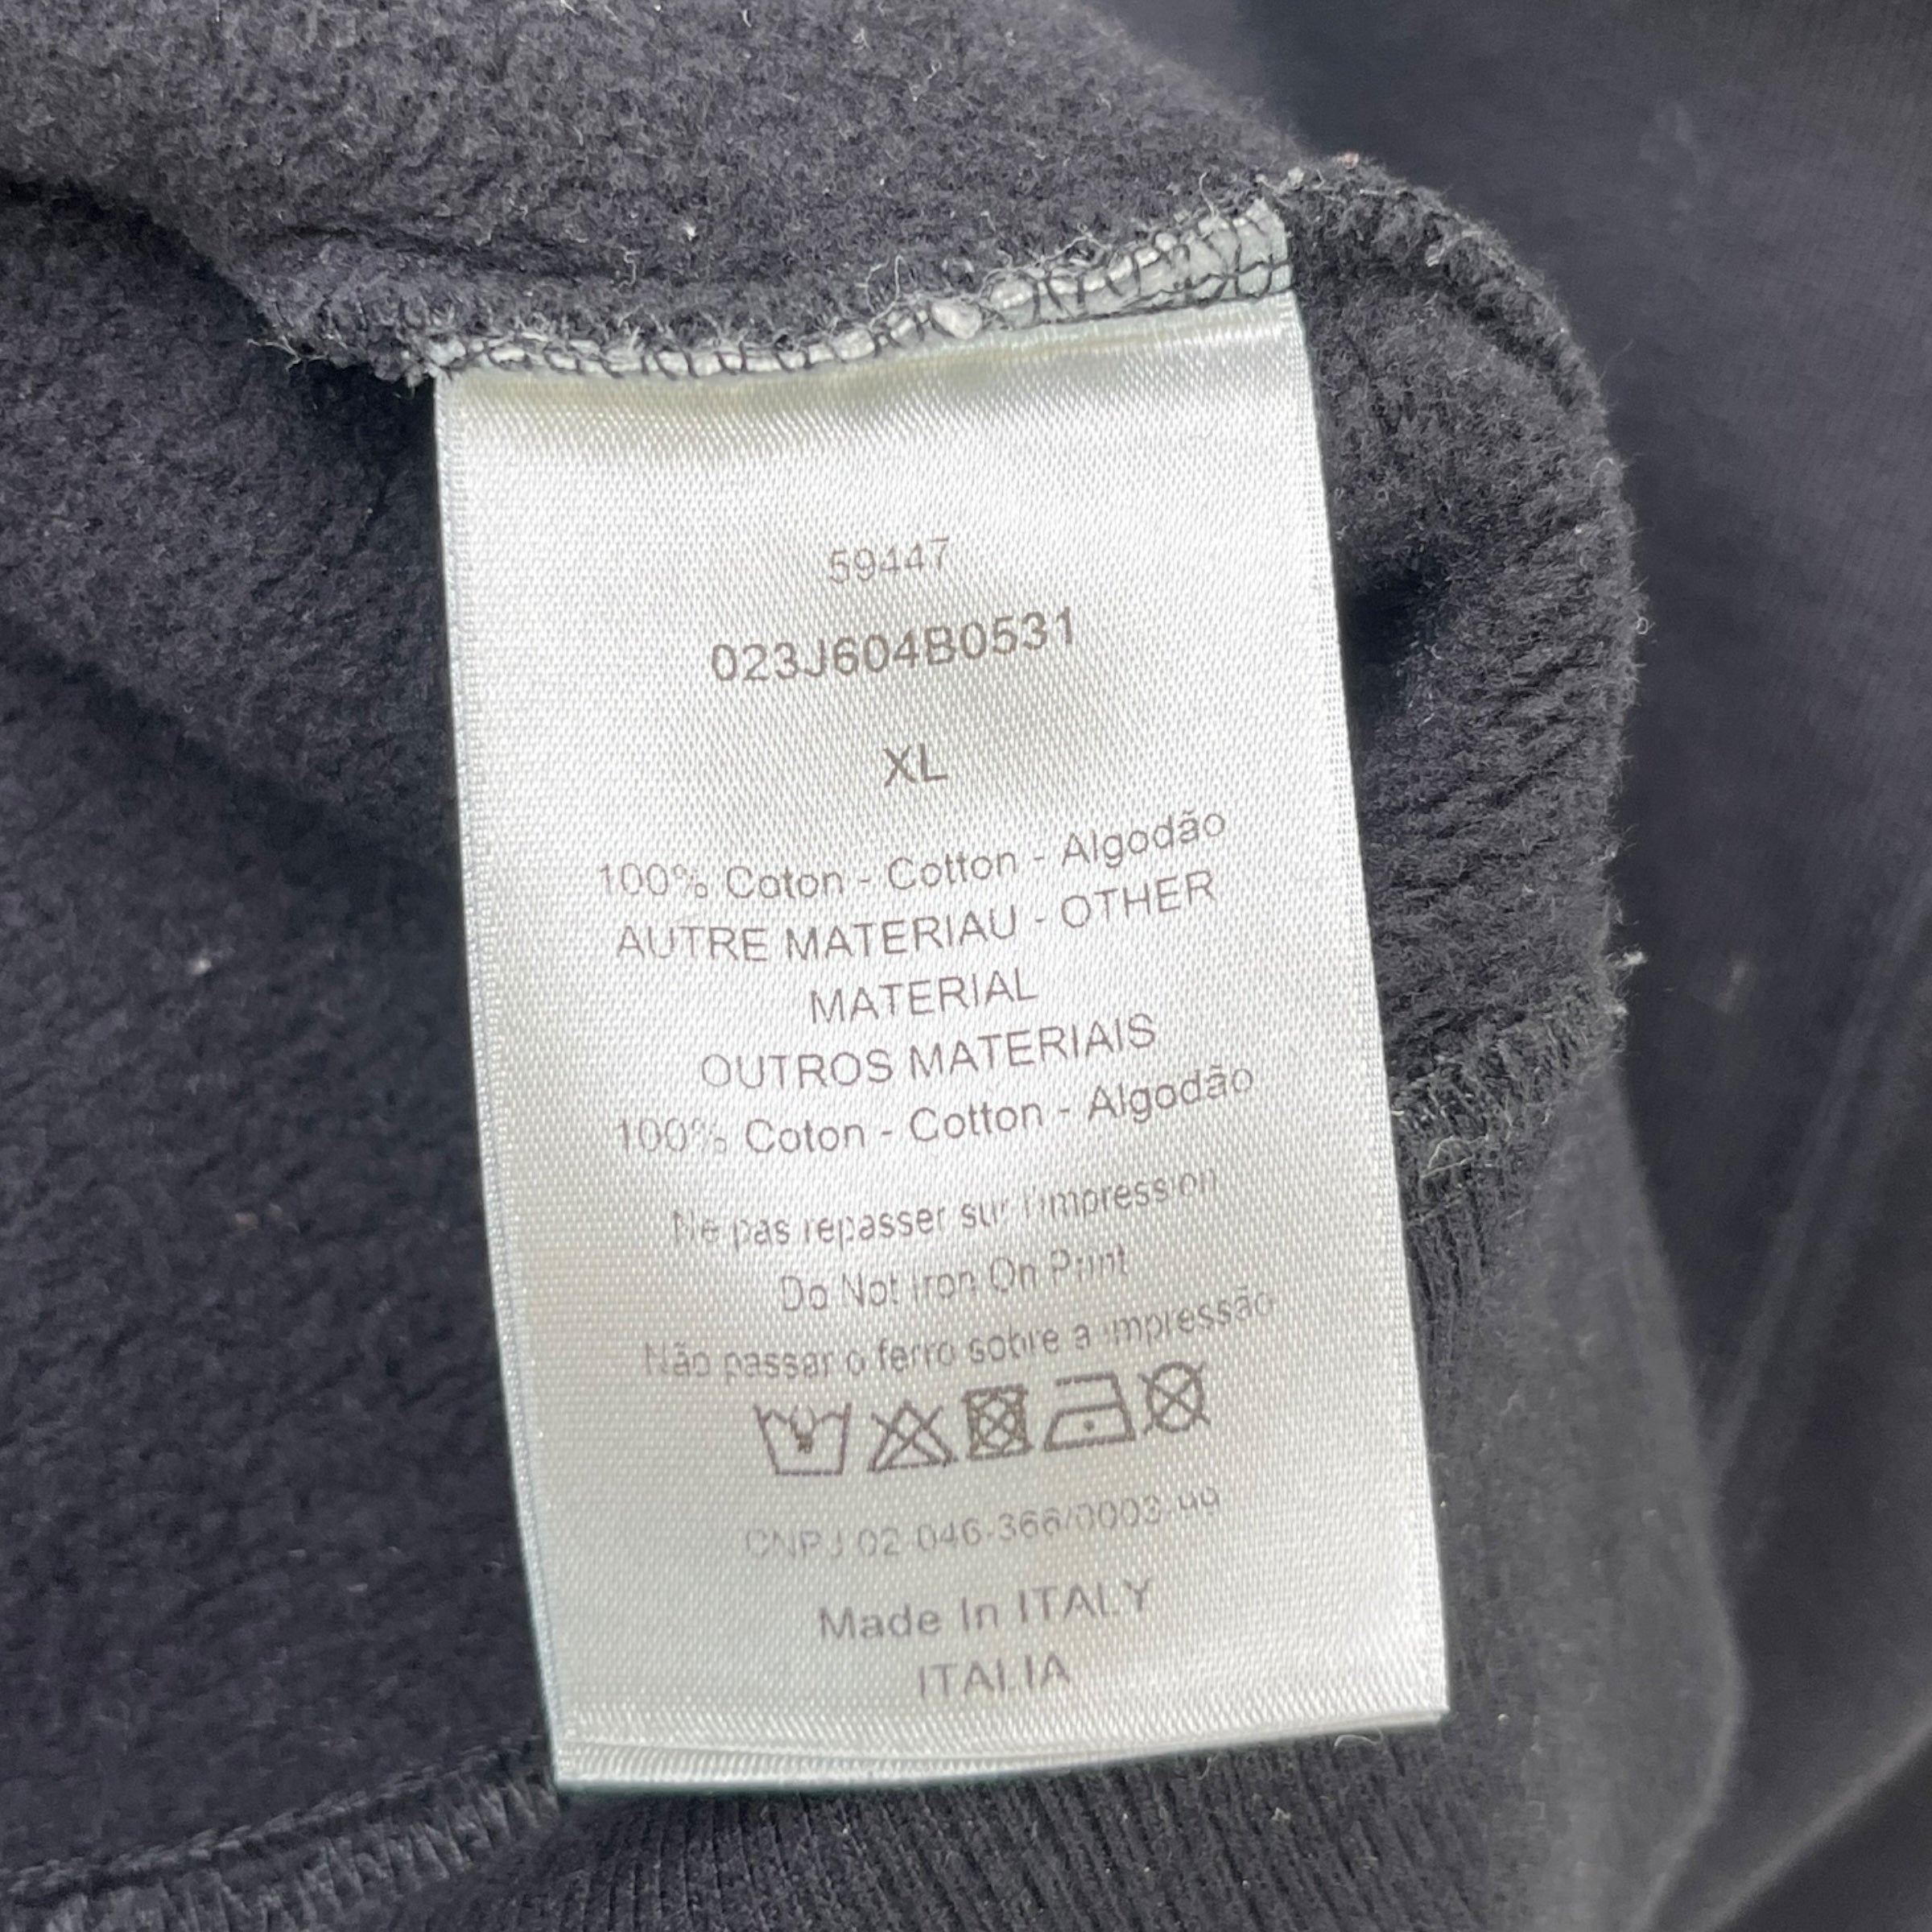 59447
023J604B0531
XL
100% Coton - Cotton - Algodão
AUTRE MATERIAU - OTHER
MATERIAL
OUTROS MATERIAIS
100% Coton - Cotton - Algodão
Ne pas repasser sur l'impression
Do Not Iron On Print
Não passar o ferro sobre a impressão
CNPJ 02 046-366/0003-99
Made In ITALY
ITALIA